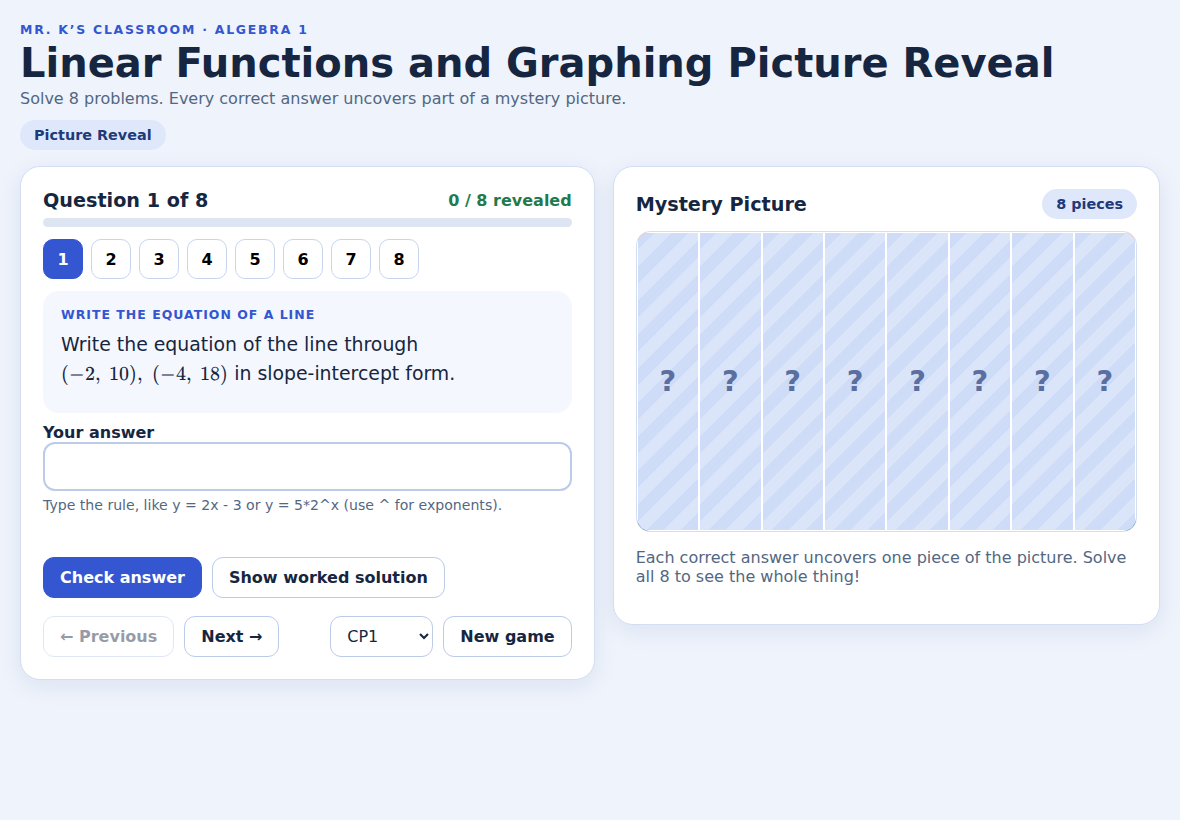 MR. K'S CLASSROOM · ALGEBRA 1
Linear Functions and Graphing Picture Reveal
Solve 8 problems. Every correct answer uncovers part of a mystery picture.
Picture Reveal
Question 1 of 8
0 / 8 revealed
1 2 3 4 5 6 7 8
WRITE THE EQUATION OF A LINE
Write the equation of the line through
(−2, 10), (−4, 18) in slope-intercept form.
Your answer
Type the rule, like y = 2x - 3 or y = 5*2^x (use ^ for exponents).
Check answer
Show worked solution
← Previous
Next →
CP1
New game
Mystery Picture
8 pieces
? ? ? ? ? ? ? ?
Each correct answer uncovers one piece of the picture. Solve
all 8 to see the whole thing!